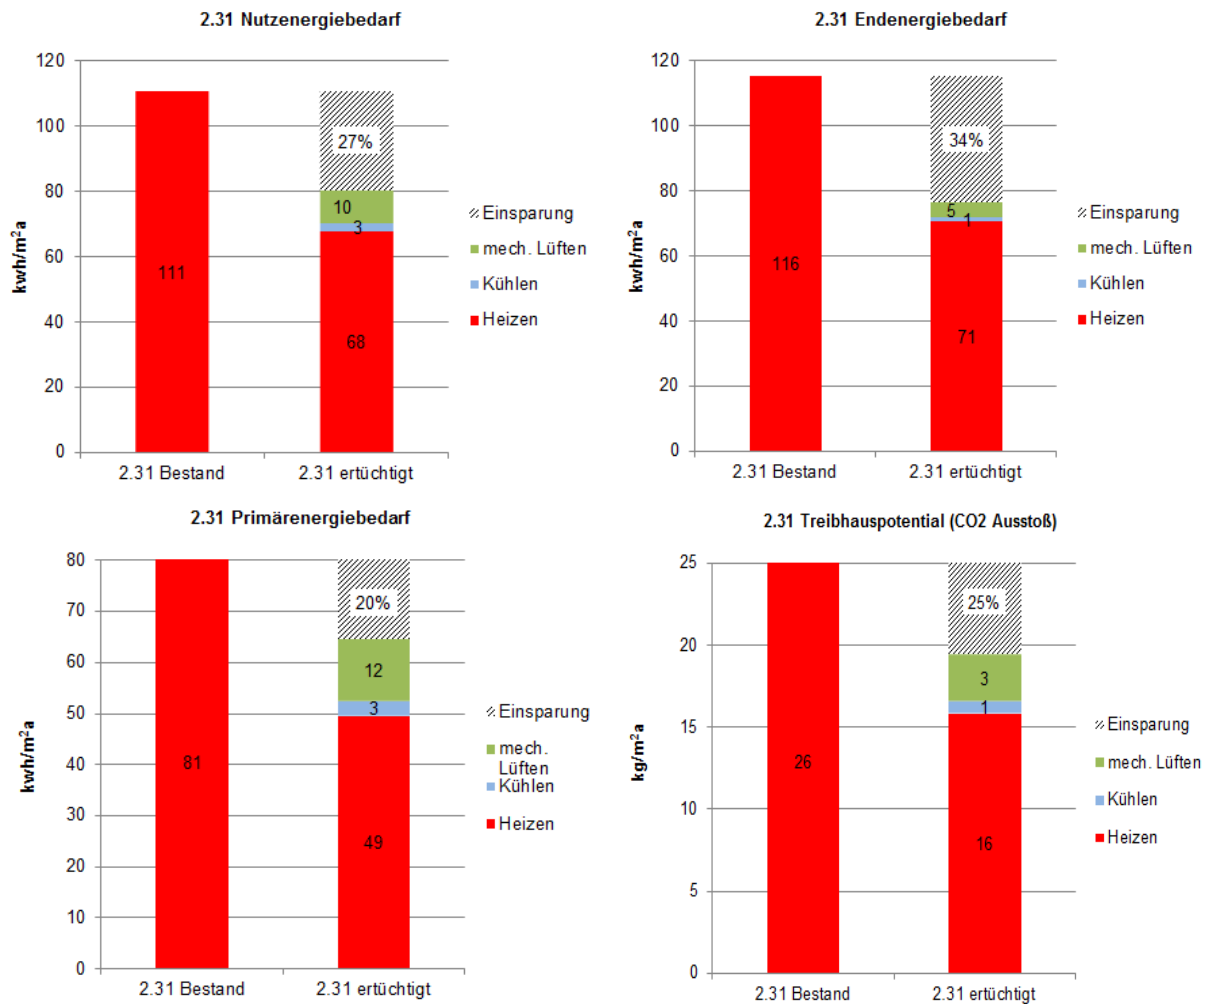 2.31 Nutzenergiebedarf
120
100
80
60
40
20
0
kwh/m²a
111
27%
10
3
68
2.31 Bestand
2.31 ertüchtigt
Einsparung
mech. Lüften
Kühlen
Heizen
2.31 Endenergiebedarf
120
100
80
60
40
20
0
kwh/m²a
116
34%
5
1
71
2.31 Bestand
2.31 ertüchtigt
Einsparung
mech. Lüften
Kühlen
Heizen
2.31 Primärenergiebedarf
80
70
60
50
40
30
20
10
0
kwh/m²a
81
20%
12
3
49
2.31 Bestand
2.31 ertüchtigt
Einsparung
mech.
Lüften
Kühlen
Heizen
2.31 Treibhauspotential (CO2 Ausstoß)
25
20
15
10
5
0
kg/m²a
26
25%
3
1
16
2.31 Bestand
2.31 ertüchtigt
Einsparung
mech. Lüften
Kühlen
Heizen